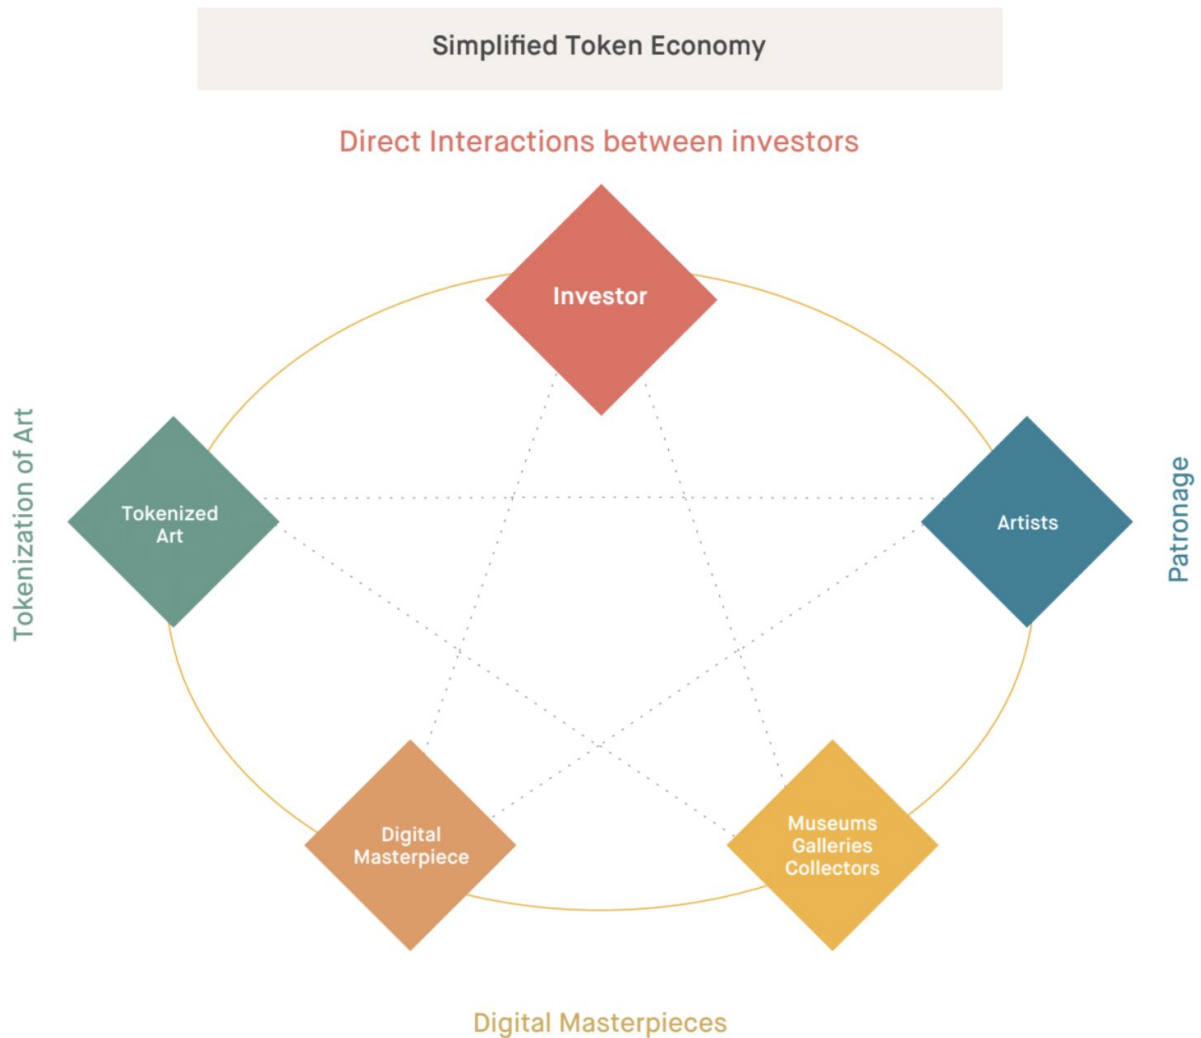 Simplified Token Economy
Direct Interactions between investors
Investor
Tokenization of Art
Tokenized
Art
Artists
Patronage
Digital
Masterpiece
Museums
Galleries
Collectors
Digital Masterpieces